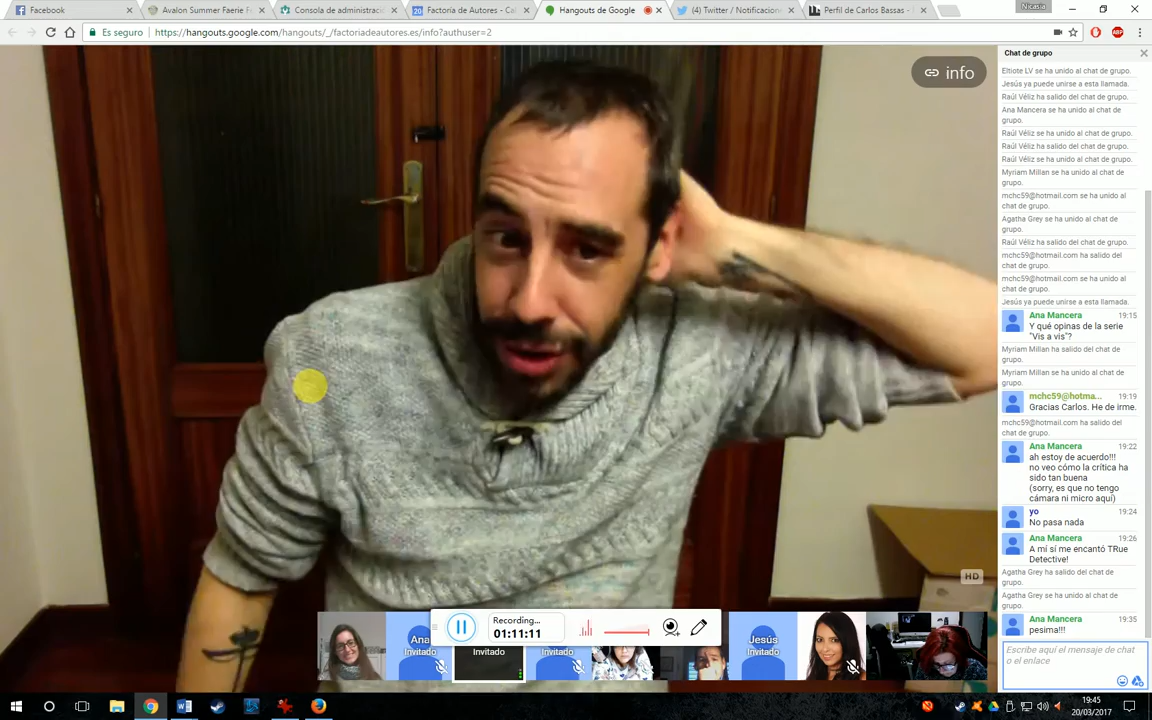 Facebook
Avalon Summer Faerie F
Consola de administraci
Factoría de Autores - Cal
Hangouts de Google
(4) Twitter / Notificacione
Perfil de Carlos Bassas -
Nicasia
Es seguro
https://hangouts.google.com/hangouts/_/factoriadeautores.es/info?authuser=2
info
Chat de grupo
Eltiote LV se ha unido al chat de grupo.
Jesús ya puede unirse a esta llamada.
Raúl Véliz ha salido del chat de grupo.
Ana Mancera se ha unido al chat de
grupo.
Raúl Véliz se ha unido al chat de grupo.
Raúl Véliz ha salido del chat de grupo.
Raúl Véliz se ha unido al chat de grupo.
Myriam Millan se ha unido al chat de
grupo.
mchc59@hotmail.com se ha unido al
chat de grupo.
Agatha Grey se ha unido al chat de
grupo.
Raúl Véliz ha salido del chat de grupo.
mchc59@hotmail.com ha salido del
chat de grupo.
mchc59@hotmail.com se ha unido al
chat de grupo.
Jesús ya puede unirse a esta llamada.
Ana Mancera 19:15
Y qué opinas de la serie
"Vis a vis"?
Myriam Millan ha salido del chat de
grupo.
Myriam Millan se ha unido al chat de
grupo.
mchc59@hotma... 19:19
Gracias Carlos. He de irme.
mchc59@hotmail.com ha salido del
chat de grupo.
Ana Mancera 19:22
ah estoy de acuerdo!!!
no veo cómo la crítica ha
sido tan buena
(sorry, es que no tengo
cámara ni micro aquí)
yo 19:24
No pasa nada
Ana Mancera 19:26
A mí sí me encantó TRue
Detective!
Agatha Grey ha salido del chat de
grupo.
Agatha Grey se ha unido al chat de
grupo.
Ana Mancera 19:35
pesima!!!
Escribe aquí el mensaje de chat
o el enlace
HD
Recording...
01:11:11
Ana
Invitado
Invitado
Invitado
Jesús
Invitado
19:45
20/03/2017